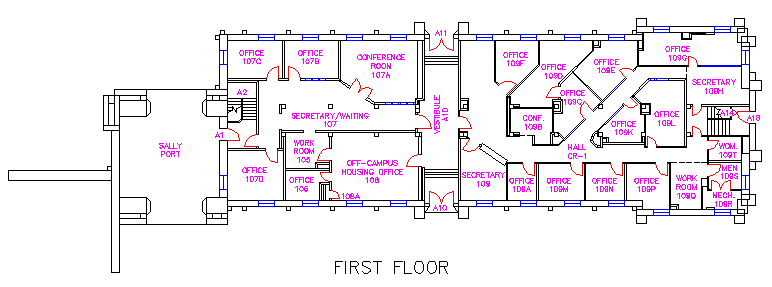 A11
OFFICE
107C
OFFICE
107B
CONFERENCE
ROOM
107A
OFFICE
109F
OFFICE
109D
OFFICE
109E
OFFICE
109G
OFFICE
109C
SECRETARY
109H
A2
SECRETARY/WAITING
107
VESTIBULE
A1D
CONF.
109B
OFFICE
109K
OFFICE
109L
A18
A1
SALLY
PORT
WORK
ROOM
105
OFF-CAMPUS
HOUSING OFFICE
108
HALL
CR-1
WOM.
109T
OFFICE
107D
OFFICE
106
108A
SECRETARY
109
OFFICE
109A
OFFICE
109M
OFFICE
109N
OFFICE
109P
WORK
ROOM
109Q
MEN
109S
MECH.
109R
A10
FIRST FLOOR